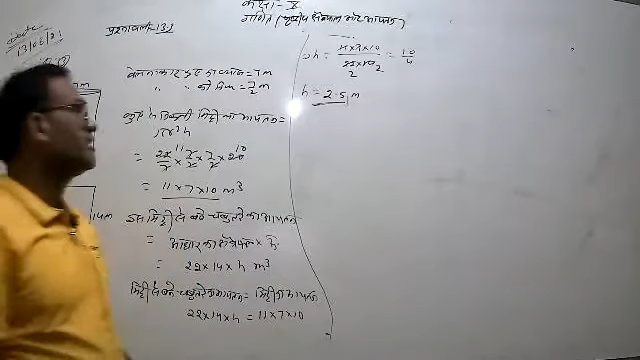 कक्षा - X
गणित (पृष्ठीय क्षेत्रफल और आयतन)
Date
13/06/21
प्रश्नावली-13.3
बेलनाकार कुएं का व्यास = 7m
" " की त्रिज्या = 7/2 m
कुएं से निकली मिट्टी का आयतन =
πr²h
= 22/7 × 7/2 × 7/2 × 20
= 11×7×10 m³
इस मिट्टी से बने चबूतरे का आयतन
= आधार का क्षेत्रफल × h
= 22×14×h m³
मिट्टी से बने चबूतरे का आयतन = मिट्टी का आयतन
22×14×h = 11×7×10
⇒h = 11×7×10 / 22×14 = 10/4
h = 2.5 m
14m